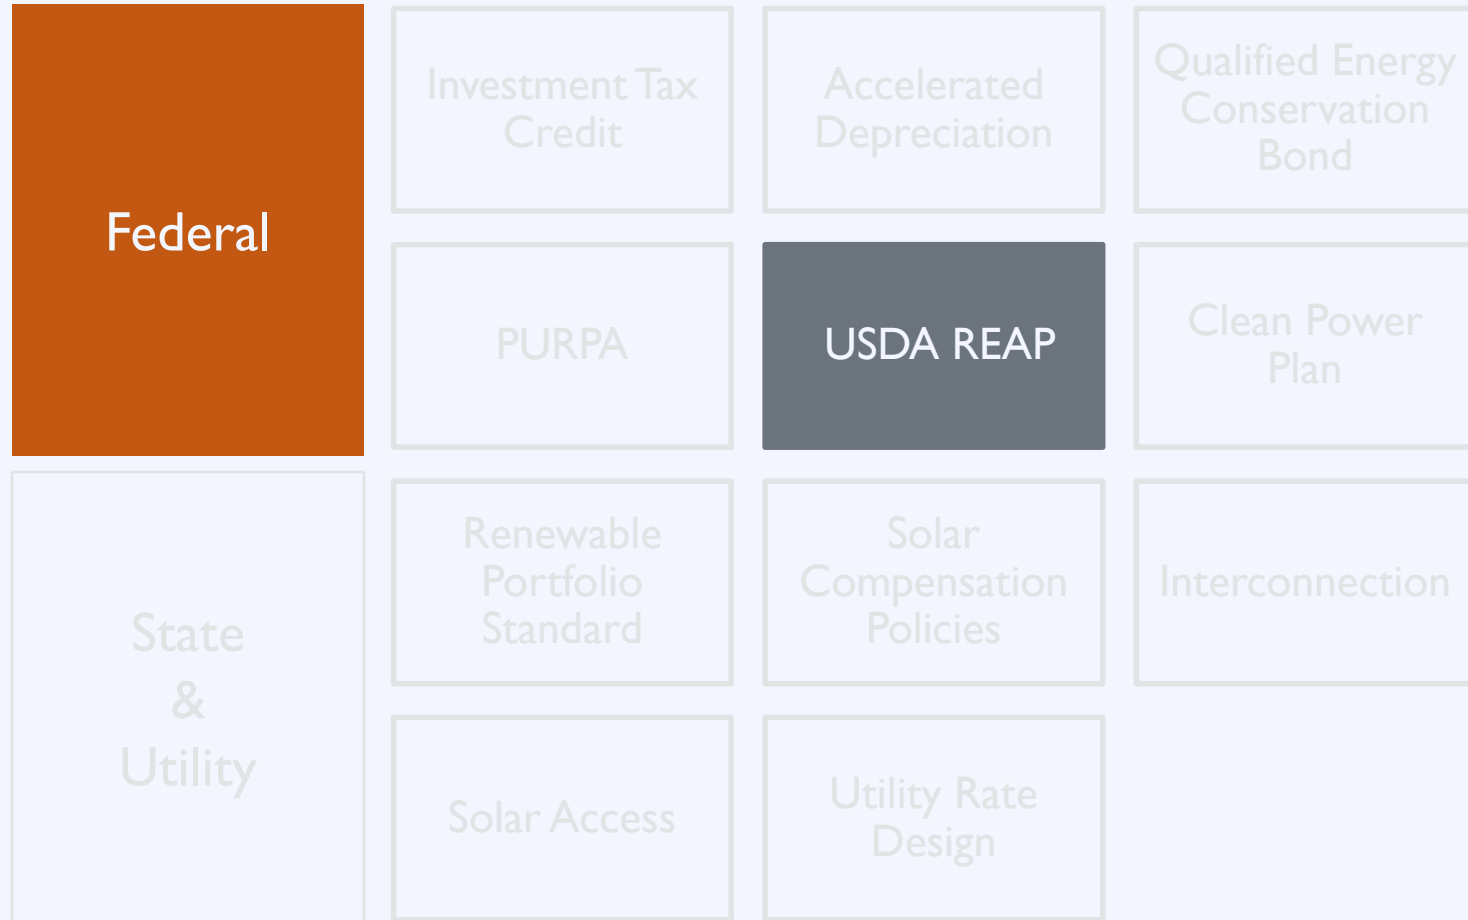 Federal
Investment Tax
Credit
Accelerated
Depreciation
Qualified Energy
Conservation
Bond
PURPA
USDA REAP
Clean Power
Plan
State
&
Utility
Renewable
Portfolio
Standard
Solar
Compensation
Policies
Interconnection
Solar Access
Utility Rate
Design